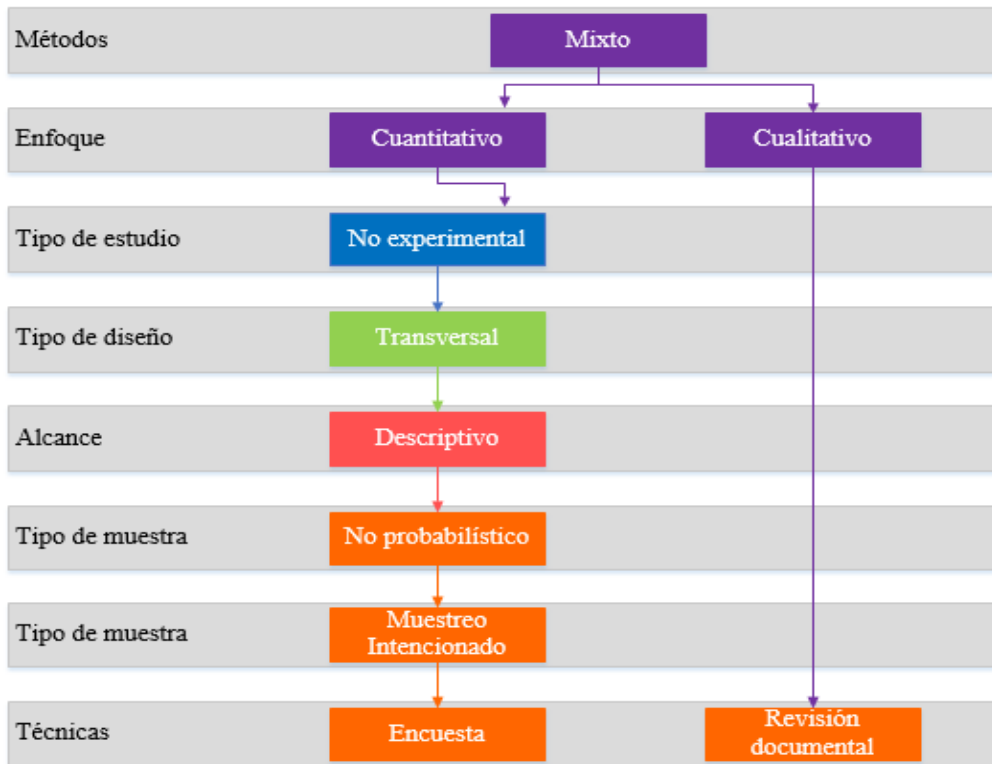 Métodos
Mixto
Enfoque
Cuantitativo
Cualitativo
Tipo de estudio
No experimental
Tipo de diseño
Transversal
Alcance
Descriptivo
Tipo de muestra
No probabilístico
Tipo de muestra
Muestreo
Intencionado
Técnicas
Encuesta
Revisión
documental